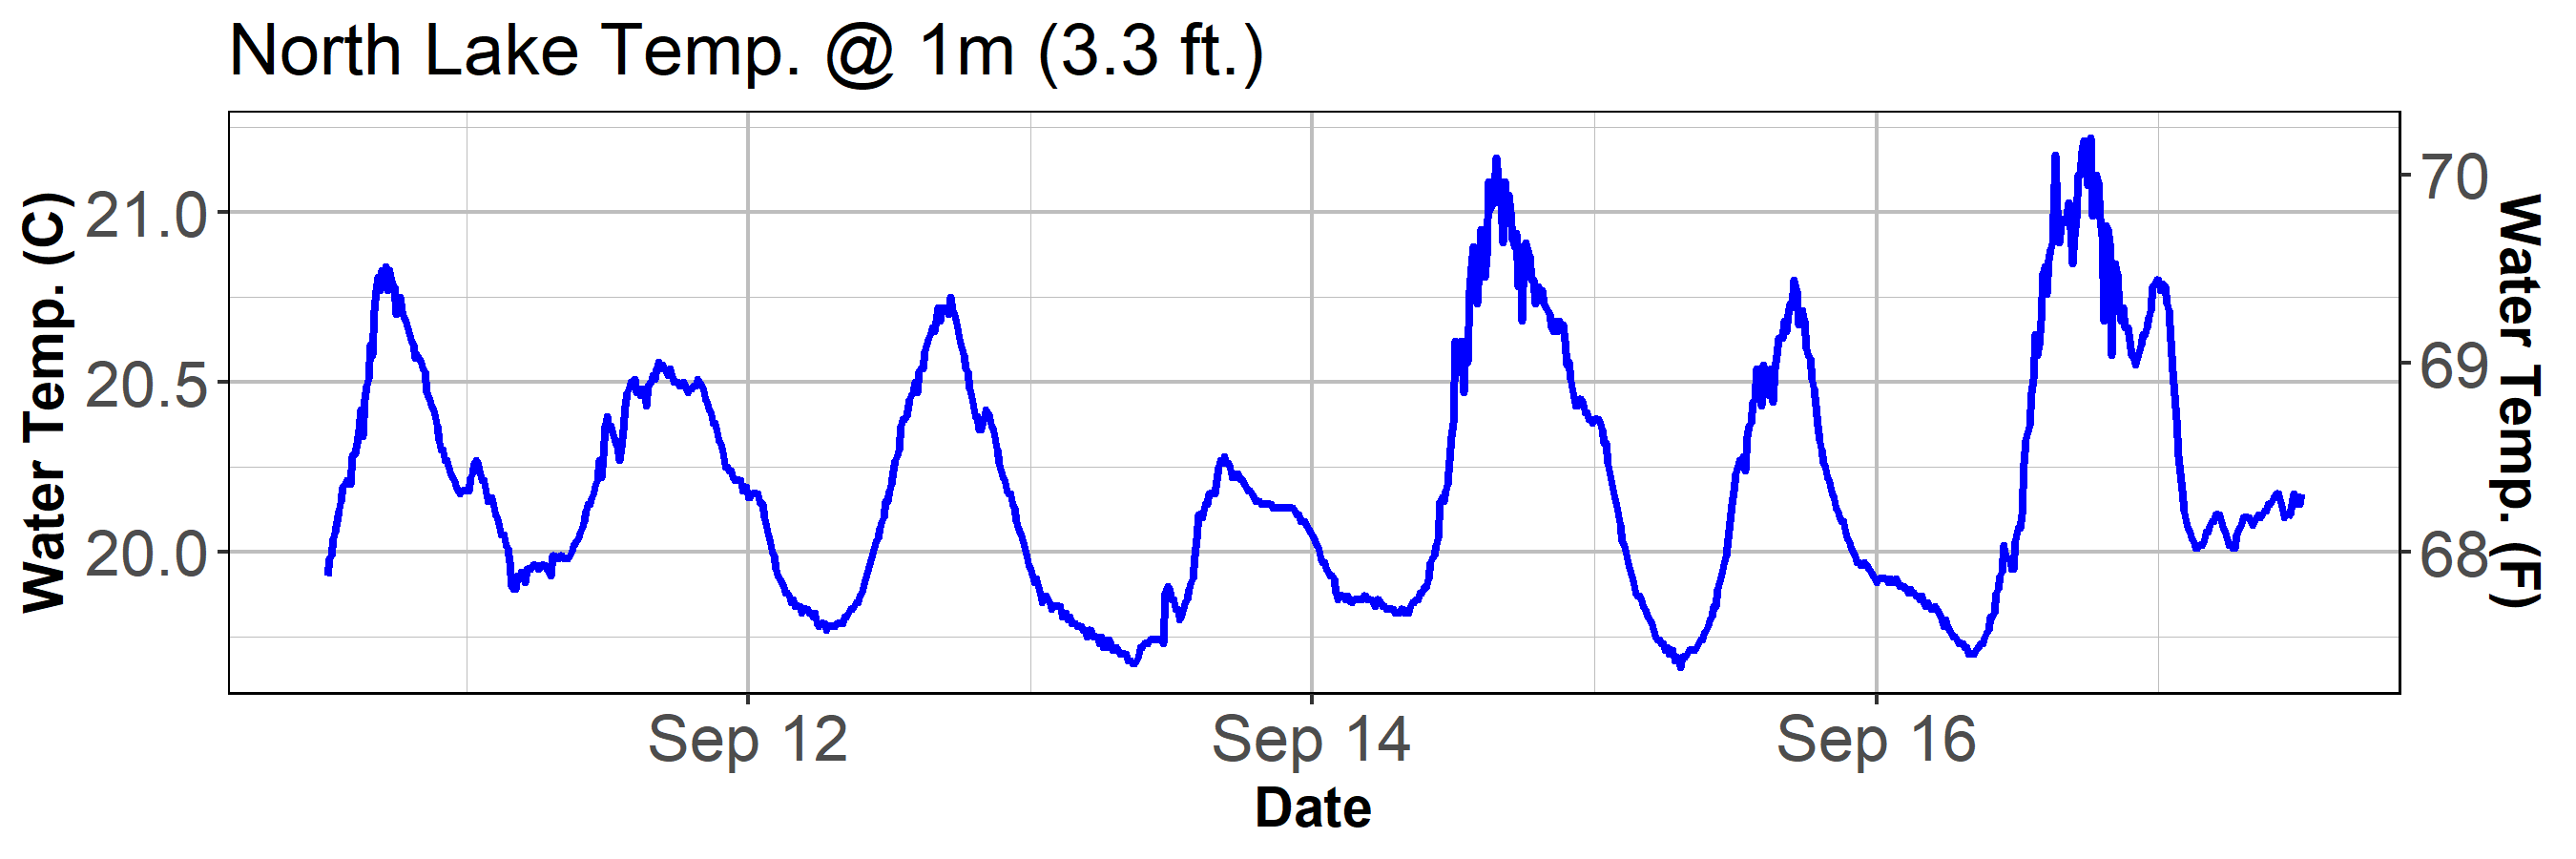 North Lake Temp. @ 1m (3.3 ft.)
Water Temp. (C)
21.0
20.5
20.0
70
69
68
Water Temp. (F)
Sep 12
Sep 14
Sep 16
Date